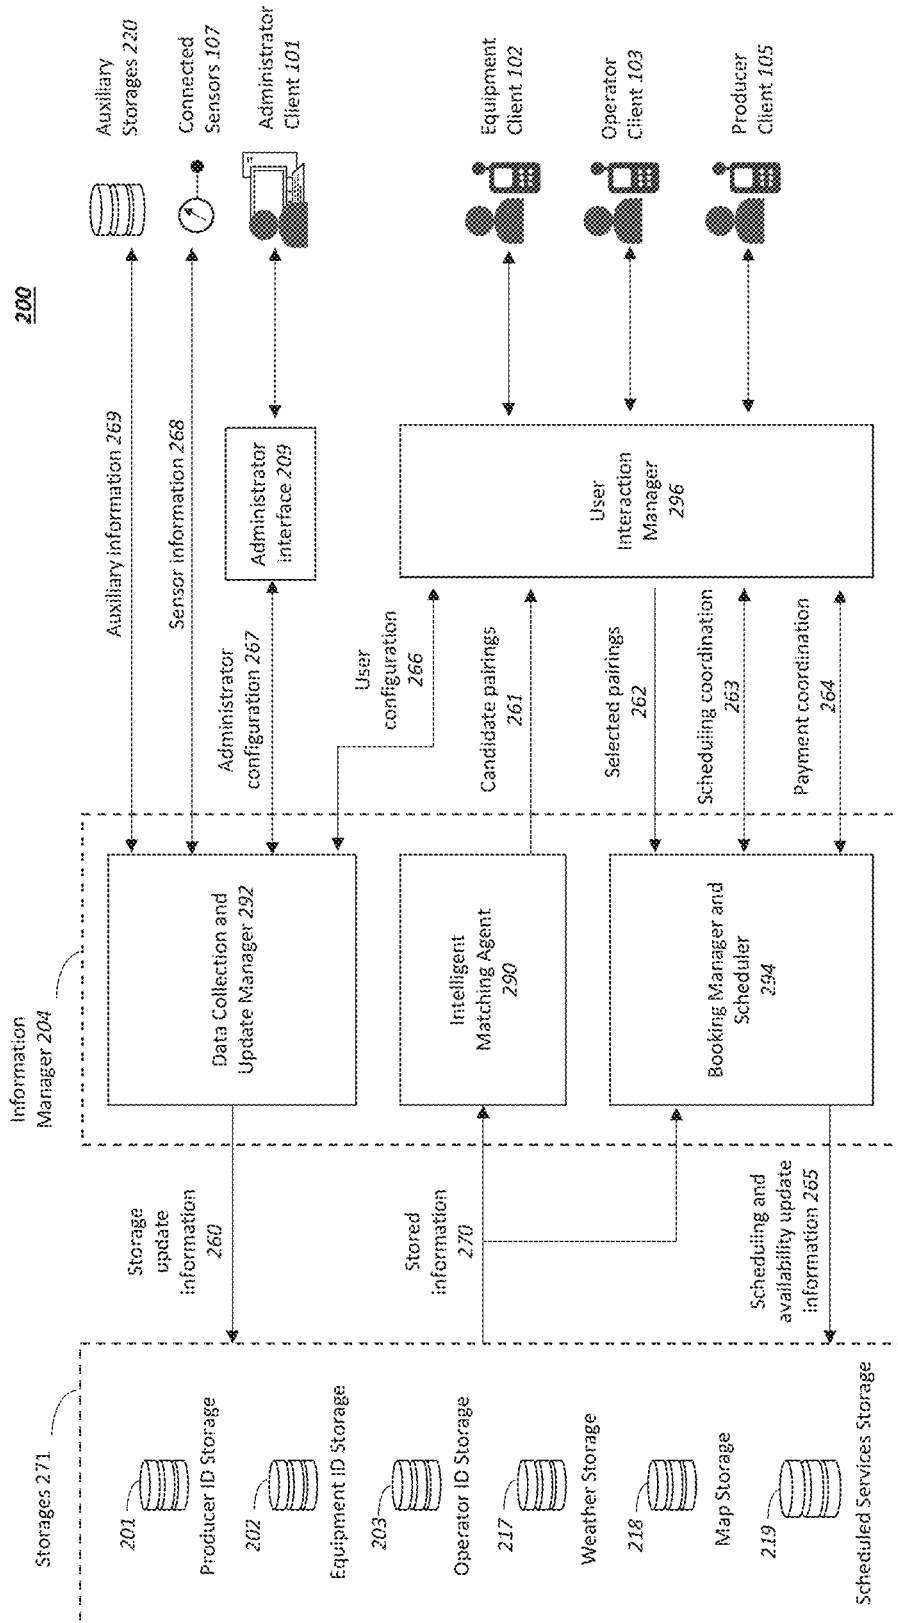 200
Storages 271
201
Producer ID Storage
202
Equipment ID Storage
203
Operator ID Storage
217
Weather Storage
218
Map Storage
219
Scheduled Services Storage
Storage
update
information
260
Stored
information
270
Scheduling and
availability update
information 265
Information
Manager 204
Data Collection and
Update Manager 292
Intelligent
Matching Agent
290
Booking Manager and
Scheduler
294
Auxiliary information 269
Sensor information 268
Administrator
configuration 267
User
configuration
266
Candidate pairings
261
Selected pairings
262
Scheduling coordination
263
Payment coordination
264
Administrator
interface 209
User
Interaction
Manager
296
Auxiliary
Storages 220
Connected
Sensors 107
Administrator
Client 101
Equipment
Client 102
Operator
Client 103
Producer
Client 105